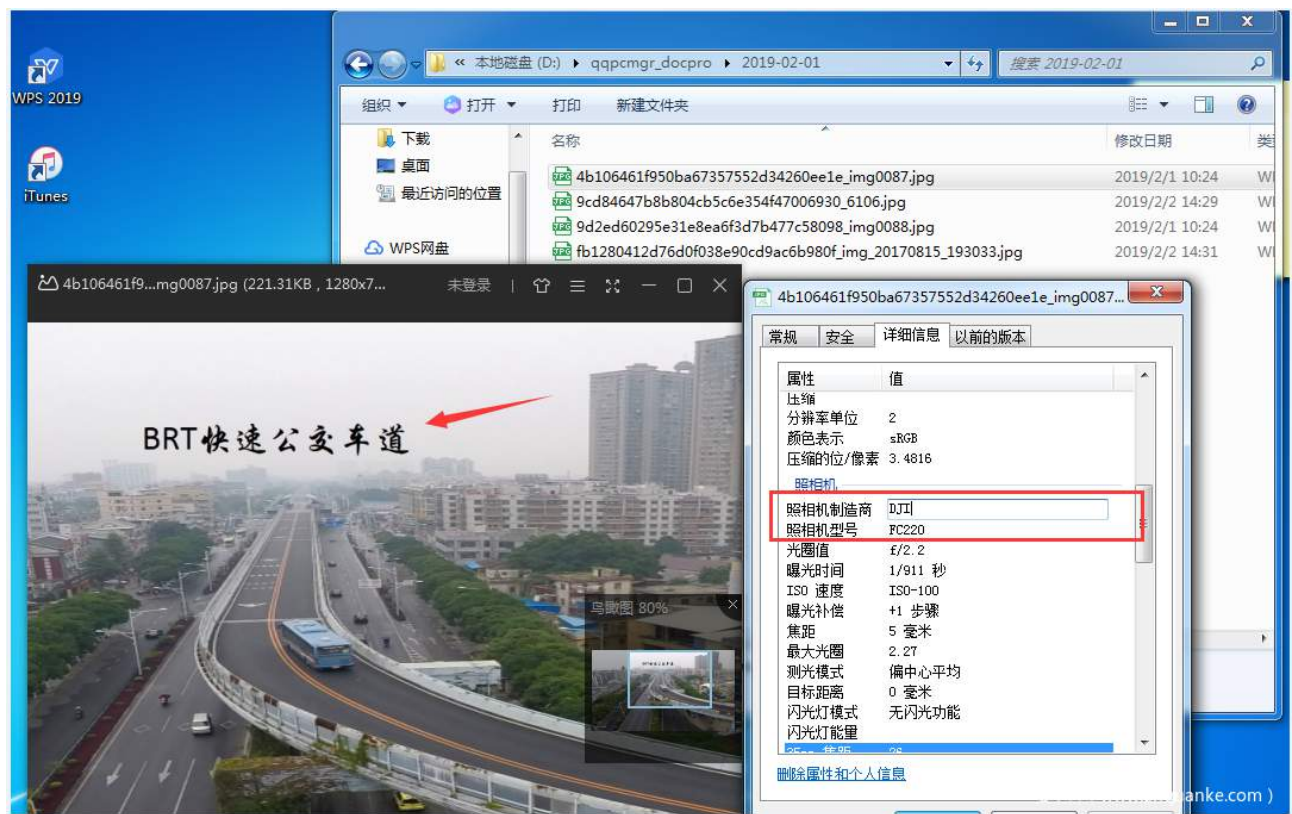 WPS 2019
iTunes
« 本地磁盘 (D:) ▸ qqpcmgr_docpro ▸ 2019-02-01
搜索 2019-02-01
组织 打开 打印 新建文件夹
下载
桌面
最近访问的位置
WPS网盘
名称 修改日期
4b106461f950ba67357552d34260ee1e_img0087.jpg 2019/2/1 10:24
9cd84647b8b804cb5c6e354f47006930_6106.jpg 2019/2/2 14:29
9d2ed60295e31e8ea6f3d7b477c58098_img0088.jpg 2019/2/1 10:24
fb1280412d76d0f038e90cd9ac6b980f_img_20170815_193033.jpg 2019/2/2 14:31
4b106461f9...mg0087.jpg (221.31KB , 1280x7... 未登录
BRT快速公交车道
鸟瞰图 80%
4b106461f950ba67357552d34260ee1e_img0087...
常规 安全 详细信息 以前的版本
属性 值
压缩
分辨率单位 2
颜色表示 sRGB
压缩的位/像素 3.4816
照相机
照相机制造商 DJI
照相机型号 FC220
光圈值 f/2.2
曝光时间 1/911 秒
ISO 速度 ISO-100
曝光补偿 +1 步骤
焦距 5 毫米
最大光圈 2.27
测光模式 偏中心平均
目标距离 0 毫米
闪光灯模式 无闪光功能
闪光灯能量
删除属性和个人信息
anke.com )